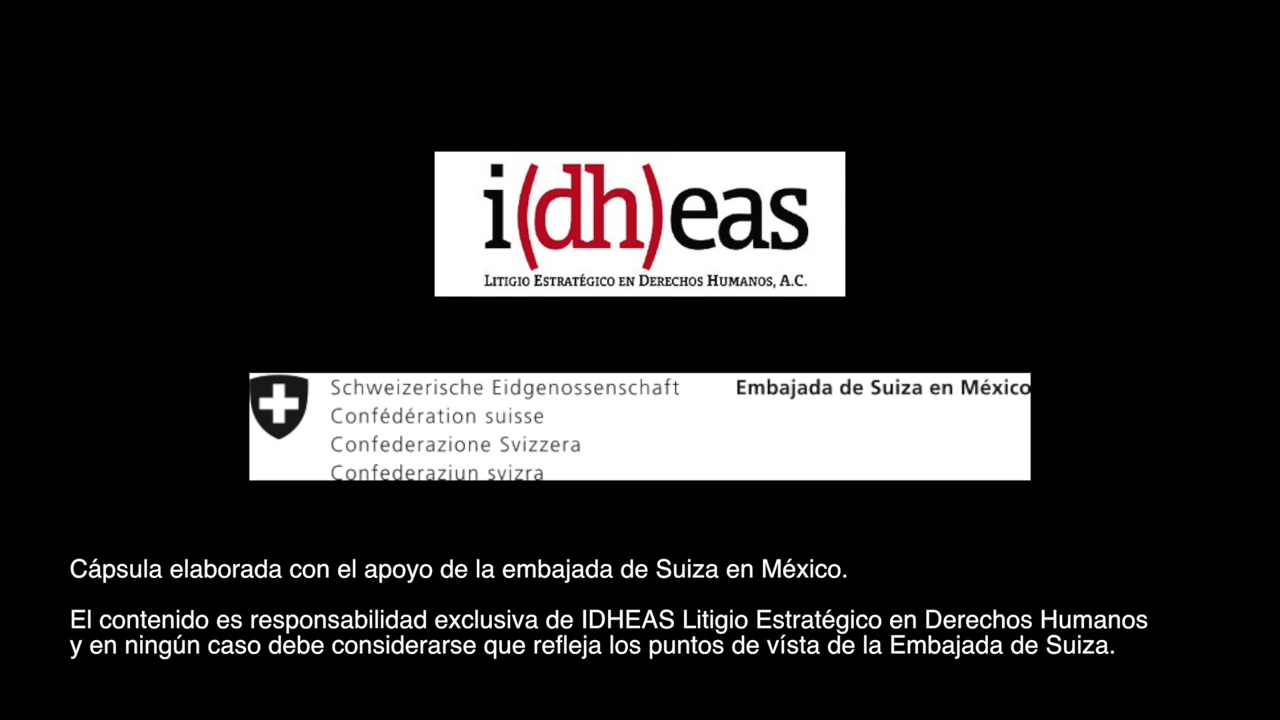 i(dh)eas
LITIGIO ESTRATÉGICO EN DERECHOS HUMANOS, A.C.
Schweizerische Eidgenossenschaft
Confédération suisse
Confederazione Svizzera
Confederaziun svizra
Embajada de Suiza en México
Cápsula elaborada con el apoyo de la embajada de Suiza en México.
El contenido es responsabilidad exclusiva de IDHEAS Litigio Estratégico en Derechos Humanos
y en ningún caso debe considerarse que refleja los puntos de vísta de la Embajada de Suiza.